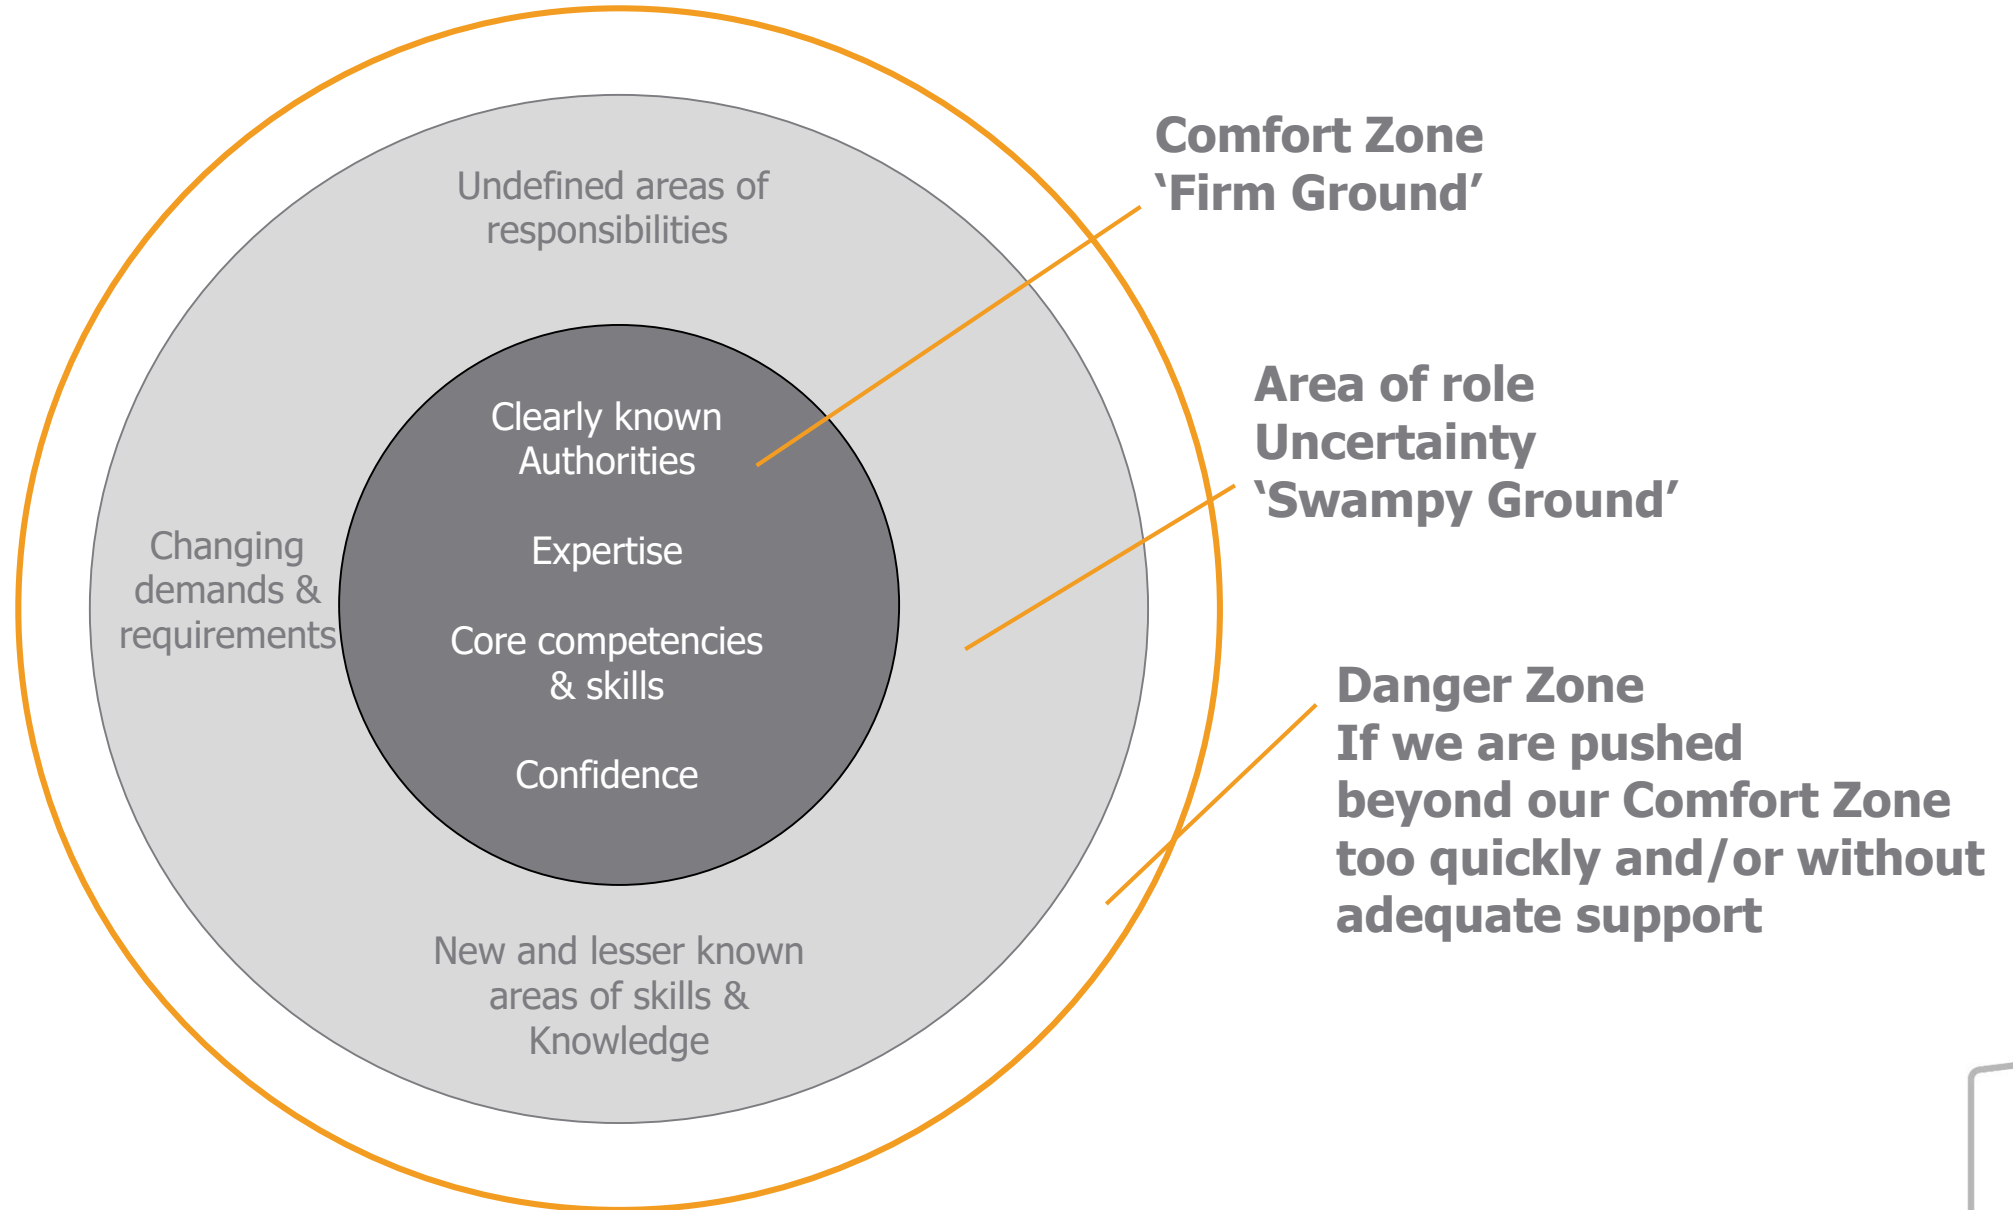 Undefined areas of
responsibilities
Changing
demands &
requirements
Clearly known
Authorities
Expertise
Core competencies
& skills
Confidence
New and lesser known
areas of skills &
Knowledge
Comfort Zone
‘Firm Ground’
Area of role
Uncertainty
‘Swampy Ground’
Danger Zone
If we are pushed
beyond our Comfort Zone
too quickly and/or without
adequate support